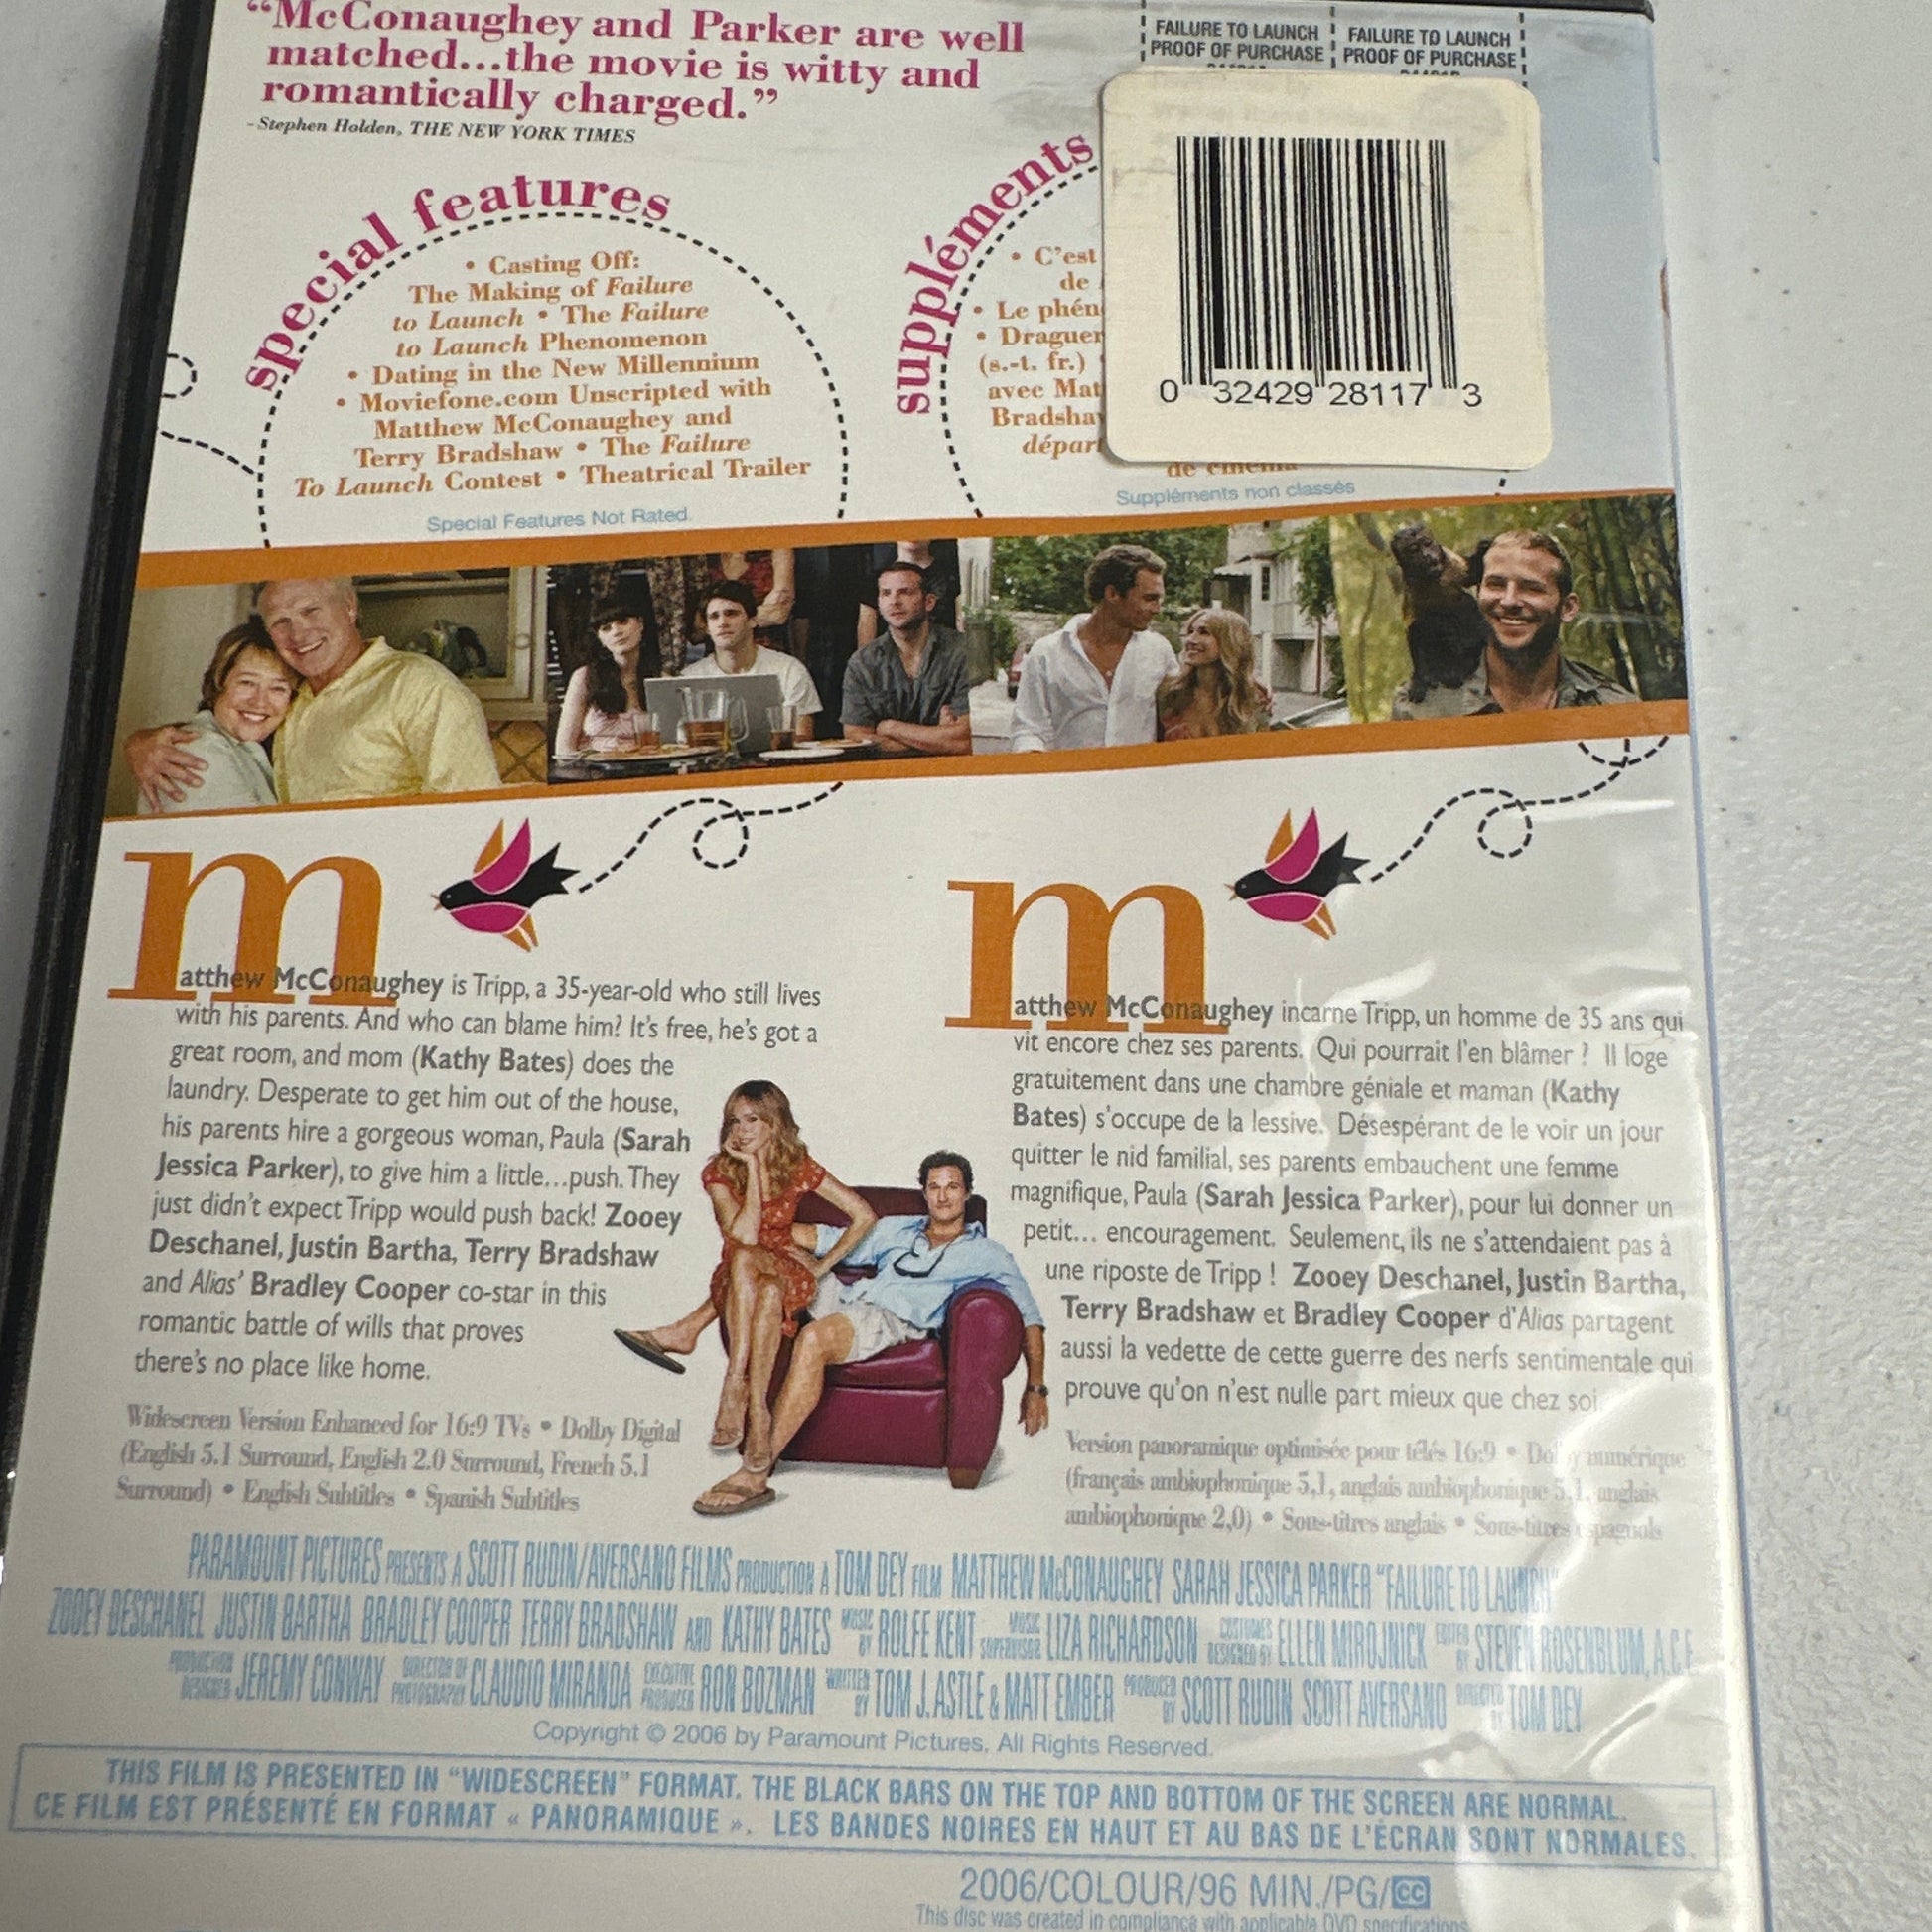 “McConaughey and Parker are well
matched...the movie is witty and
romantically charged.”
-Stephen Holden, THE NEW YORK TIMES
FAILURE TO LAUNCH
PROOF OF PURCHASE
FAILURE TO LAUNCH
PROOF OF PURCHASE
0 32429 28117 3
special features
• Casting Off:
The Making of Failure
to Launch • The Failure
to Launch Phenomenon
• Dating in the New Millennium
• Moviefone.com Unscripted with
Matthew McConaughey and
Terry Bradshaw • The Failure
To Launch Contest • Theatrical Trailer
Special Features Not Rated
suppléments
• C'est
de
• Le phén
• Draguer
(s.-t. fr.)
avec Mat
Bradshaw
départ
de cinéma
Suppléments non classés
matthew McConaughey is Tripp, a 35-year-old who still lives
with his parents. And who can blame him? It's free, he's got a
great room, and mom (Kathy Bates) does the
laundry. Desperate to get him out of the house,
his parents hire a gorgeous woman, Paula (Sarah
Jessica Parker), to give him a little...push. They
just didn't expect Tripp would push back! Zooey
Deschanel, Justin Bartha, Terry Bradshaw
and Alias' Bradley Cooper co-star in this
romantic battle of wills that proves
there's no place like home.
Widescreen Version Enhanced for 16:9 TVs • Dolby Digital
(English 5.1 Surround, English 2.0 Surround, French 5.1
Surround) • English Subtitles • Spanish Subtitles
matthew McConaughey incarne Tripp, un homme de 35 ans qui
vit encore chez ses parents. Qui pourrait l'en blâmer ? Il loge
gratuitement dans une chambre géniale et maman (Kathy
Bates) s'occupe de la lessive. Désespérant de le voir un jour
quitter le nid familial, ses parents embauchent une femme
magnifique, Paula (Sarah Jessica Parker), pour lui donner un
petit... encouragement. Seulement, ils ne s'attendaient pas à
une riposte de Tripp ! Zooey Deschanel, Justin Bartha,
Terry Bradshaw et Bradley Cooper d'Alias partagent
aussi la vedette de cette guerre des nerfs sentimentale qui
prouve qu'on n'est nulle part mieux que chez soi.
Version panoramique optimisée pour télés 16:9 • Dolby numérique
(français ambiophonique 5,1, anglais ambiophonique 5,1, anglais
ambiophonique 2,0) • Sous-titres anglais • Sous-titres espagnols
PARAMOUNT PICTURES PRESENTS A SCOTT RUDIN/AVERSANO FILMS PRODUCTION A TOM DEY FILM MATTHEW McCONAUGHEY SARAH JESSICA PARKER “FAILURE TO LAUNCH”
ZOOEY DESCHANEL JUSTIN BARTHA BRADLEY COOPER TERRY BRADSHAW AND KATHY BATES MUSIC BY ROLFE KENT MUSIC SUPERVISOR LIZA RICHARDSON COSTUMES DESIGNED BY ELLEN MIROJNICK EDITED BY STEVEN ROSENBLUM, A.C.E.
PRODUCTION DESIGNER JEREMY CONWAY DIRECTOR OF PHOTOGRAPHY CLAUDIO MIRANDA EXECUTIVE PRODUCER RON BOZMAN WRITTEN BY TOM J. ASTLE & MATT EMBER PRODUCED BY SCOTT RUDIN SCOTT AVERSANO DIRECTED BY TOM DEY
Copyright © 2006 by Paramount Pictures. All Rights Reserved.
THIS FILM IS PRESENTED IN “WIDESCREEN” FORMAT. THE BLACK BARS ON THE TOP AND BOTTOM OF THE SCREEN ARE NORMAL.
CE FILM EST PRÉSENTÉ EN FORMAT « PANORAMIQUE ». LES BANDES NOIRES EN HAUT ET AU BAS DE L'ÉCRAN SONT NORMALES.
2006/COLOUR/96 MIN./PG/CC
This disc was created in compliance with applicable DVD specifications